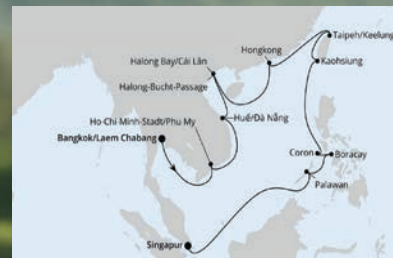 Taipeh/Keelung
Hongkong
Halong Bay/Cái Lân
Kaohsiung
Halong-Bucht-Passage
Ho-Chi Minh-Stadt/Phu My
Huế/Đà Nẵng
Bangkok/Laem Chabang
Coron
Boracay
Palawan
Singapur